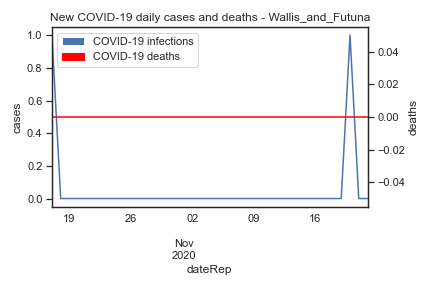 New COVID-19 daily cases and deaths - Wallis_and_Futuna
COVID-19 infections
COVID-19 deaths
1.0
0.8
0.6
0.4
0.2
0.0
cases
0.04
0.02
0.00
−0.02
−0.04
deaths
19 26 02 09 16
Nov
2020
dateRep